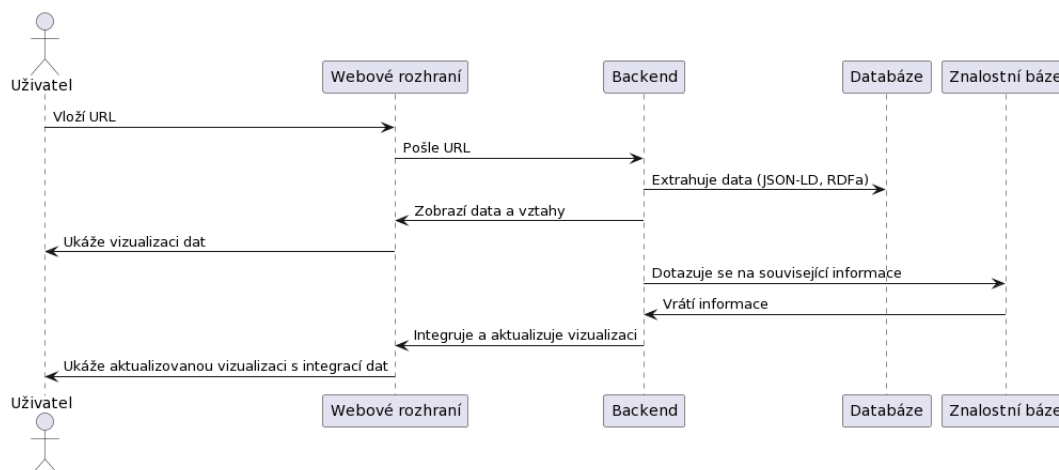 Uživatel
Webové rozhraní
Backend
Databáze
Znalostní báze
Vloží URL
Pošle URL
Extrahuje data (JSON-LD, RDFa)
Zobrazí data a vztahy
Ukáže vizualizaci dat
Dotazuje se na související informace
Vrátí informace
Integruje a aktualizuje vizualizaci
Ukáže aktualizovanou vizualizaci s integrací dat
Uživatel
Webové rozhraní
Backend
Databáze
Znalostní báze